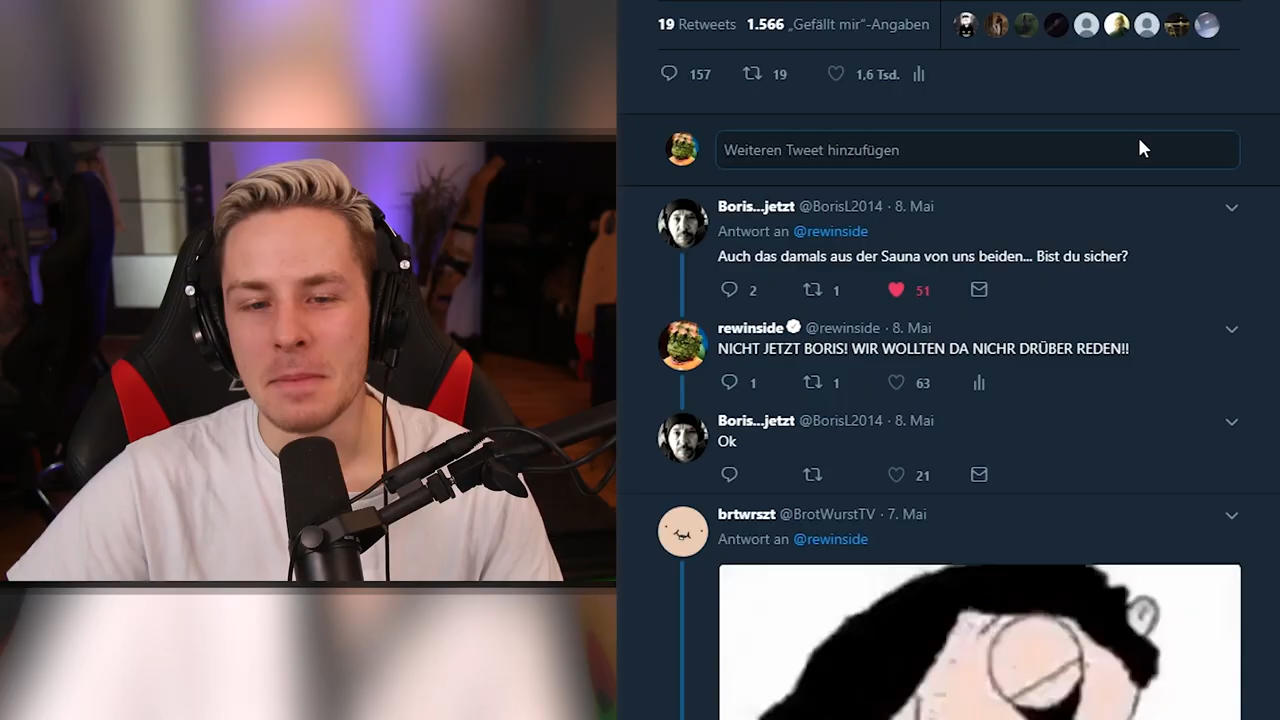 19 Retweets 1.566 „Gefällt mir“-Angaben
157 19 1,6 Tsd.
Weiteren Tweet hinzufügen
Boris...jetzt @BorisL2014 · 8. Mai
Antwort an @rewinside
Auch das damals aus der Sauna von uns beiden... Bist du sicher?
2 1 51
rewinside @rewinside · 8. Mai
NICHT JETZT BORIS! WIR WOLLTEN DA NICHR DRÜBER REDEN!!
1 1 63
Boris...jetzt @BorisL2014 · 8. Mai
Ok
21
brtwrszt @BrotWurstTV · 7. Mai
Antwort an @rewinside